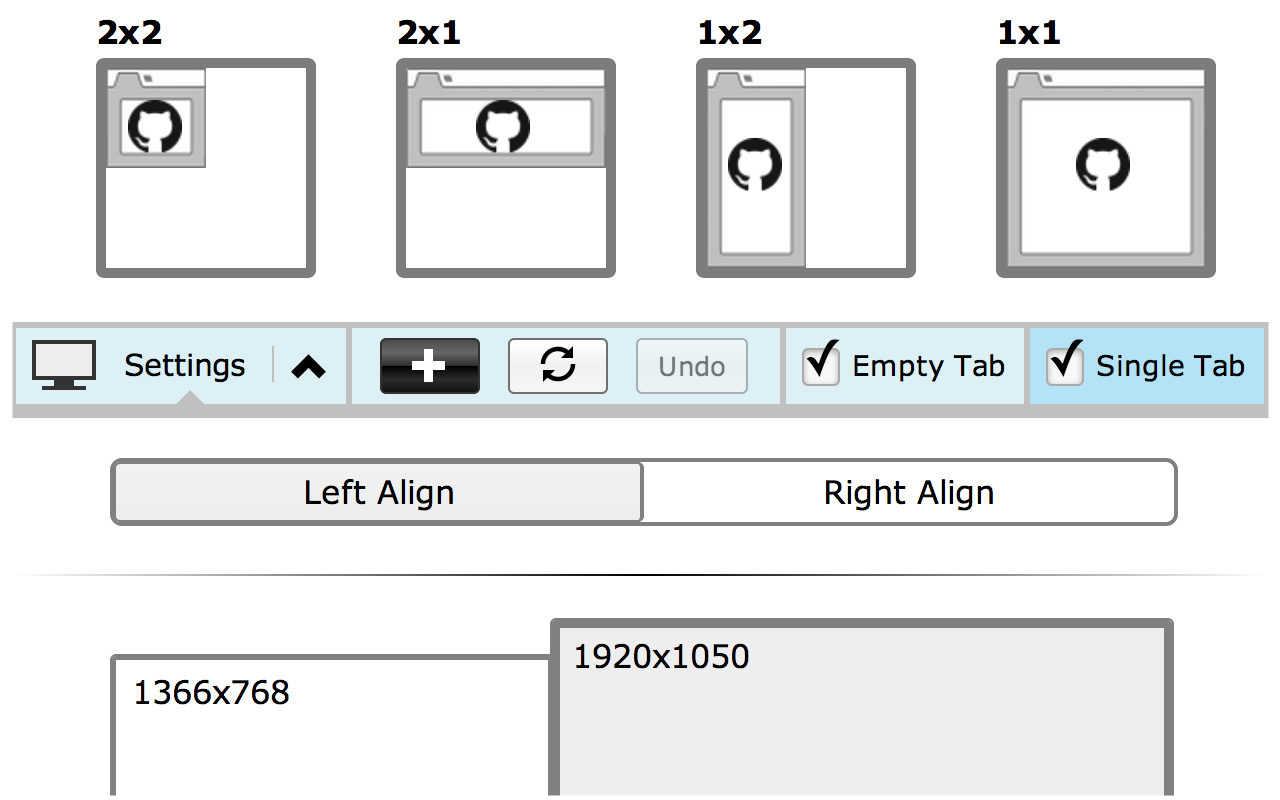 2x2 2x1 1x2 1x1
Settings Undo Empty Tab Single Tab
Left Align Right Align
1920x1050
1366x768